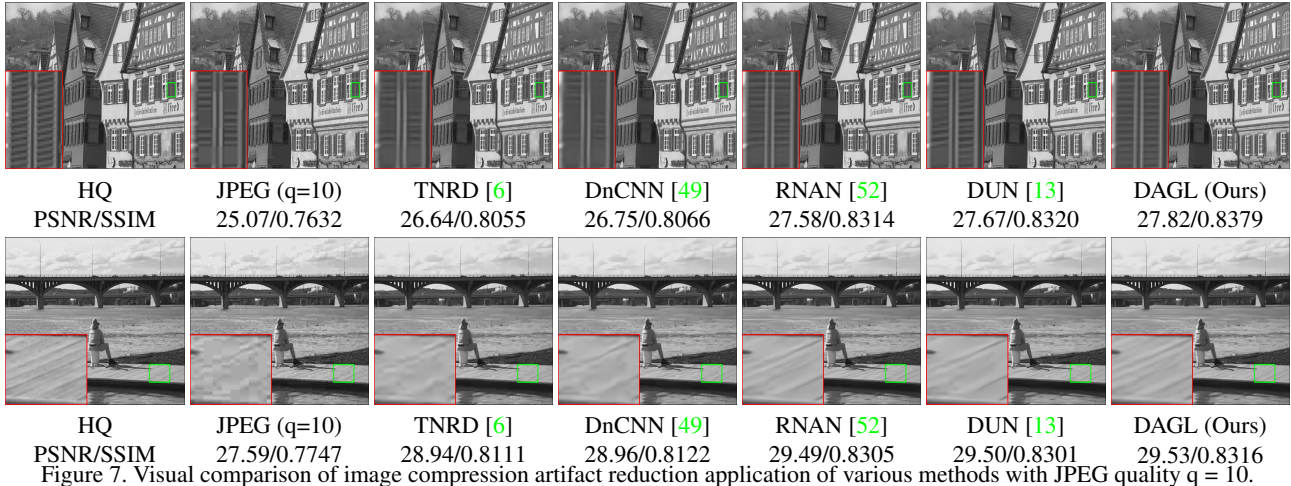 HQ JPEG (q=10) TNRD [6] DnCNN [49] RNAN [52] DUN [13] DAGL (Ours)
PSNR/SSIM 25.07/0.7632 26.64/0.8055 26.75/0.8066 27.58/0.8314 27.67/0.8320 27.82/0.8379
HQ JPEG (q=10) TNRD [6] DnCNN [49] RNAN [52] DUN [13] DAGL (Ours)
PSNR/SSIM 27.59/0.7747 28.94/0.8111 28.96/0.8122 29.49/0.8305 29.50/0.8301 29.53/0.8316
Figure 7. Visual comparison of image compression artifact reduction application of various methods with JPEG quality q = 10.